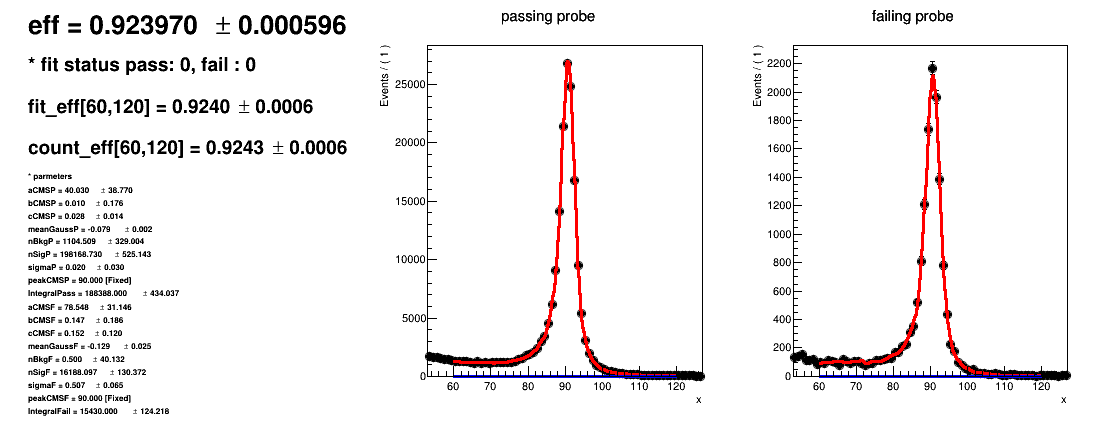 eff = 0.923970 ± 0.000596
* fit status pass: 0, fail : 0
fit_eff[60,120] = 0.9240 ± 0.0006
count_eff[60,120] = 0.9243 ± 0.0006
* parmeters
aCMSP = 40.030 ± 38.770
bCMSP = 0.010 ± 0.176
cCMSP = 0.028 ± 0.014
meanGaussP = -0.079 ± 0.002
nBkgP = 1104.509 ± 329.004
nSigP = 198168.730 ± 525.143
sigmaP = 0.020 ± 0.030
peakCMSP = 90.000 [Fixed]
IntegralPass = 188388.000 ± 434.037
aCMSF = 78.548 ± 31.146
bCMSF = 0.147 ± 0.186
cCMSF = 0.152 ± 0.120
meanGaussF = -0.129 ± 0.025
nBkgF = 0.500 ± 40.132
nSigF = 16188.097 ± 130.372
sigmaF = 0.507 ± 0.065
peakCMSF = 90.000 [Fixed]
IntegralFail = 15430.000 ± 124.218
passing probe
Events / ( 1 )
25000
20000
15000
10000
5000
0
60 70 80 90 100 110 120
x
failing probe
Events / ( 1 )
2200
2000
1800
1600
1400
1200
1000
800
600
400
200
0
60 70 80 90 100 110 120
x